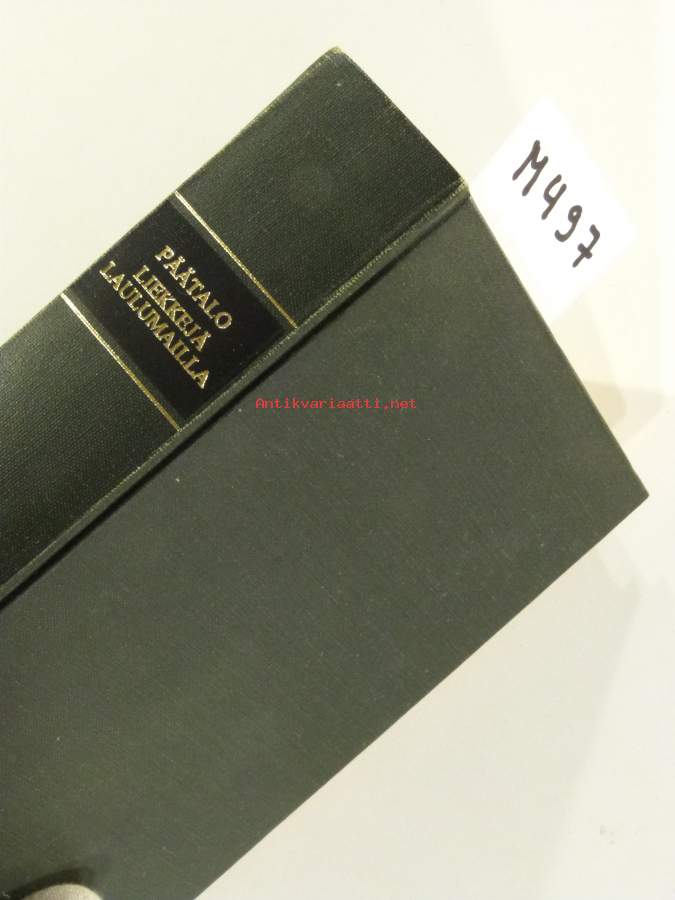 PÄÄTALO
LIEKKEJÄ
LAULUMAILLA
M497
Antikvariaatti.net